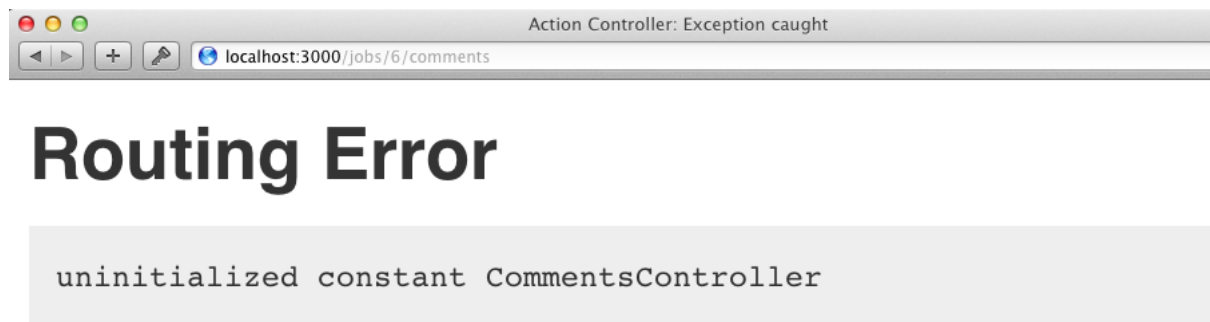 Action Controller: Exception caught
localhost:3000/jobs/6/comments
Routing Error
uninitialized constant CommentsController